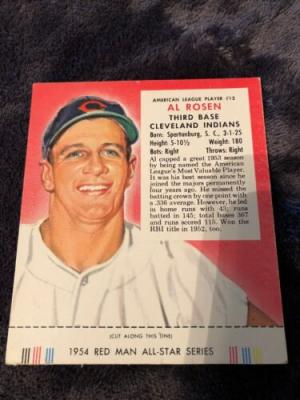 AMERICAN LEAGUE PLAYER #13
AL ROSEN
THIRD BASE
CLEVELAND INDIANS
Born: Spartanburg, S. C., 3-1-25
Height: 5-10½ Weight: 180
Bats: Right Throws: Right
Al capped a great 1953 season
by being named the American
League's Most Valuable Player.
It was his best season since he
joined the majors permanently
four years ago. He missed the
batting crown by one point with
a .336 average. However, he led
in home runs with 43; runs
batted in 145; total bases 367
and runs scored 115. Won the
RBI title in 1952, too.
(CUT ALONG THIS LINE)
1954 RED MAN ALL-STAR SERIES